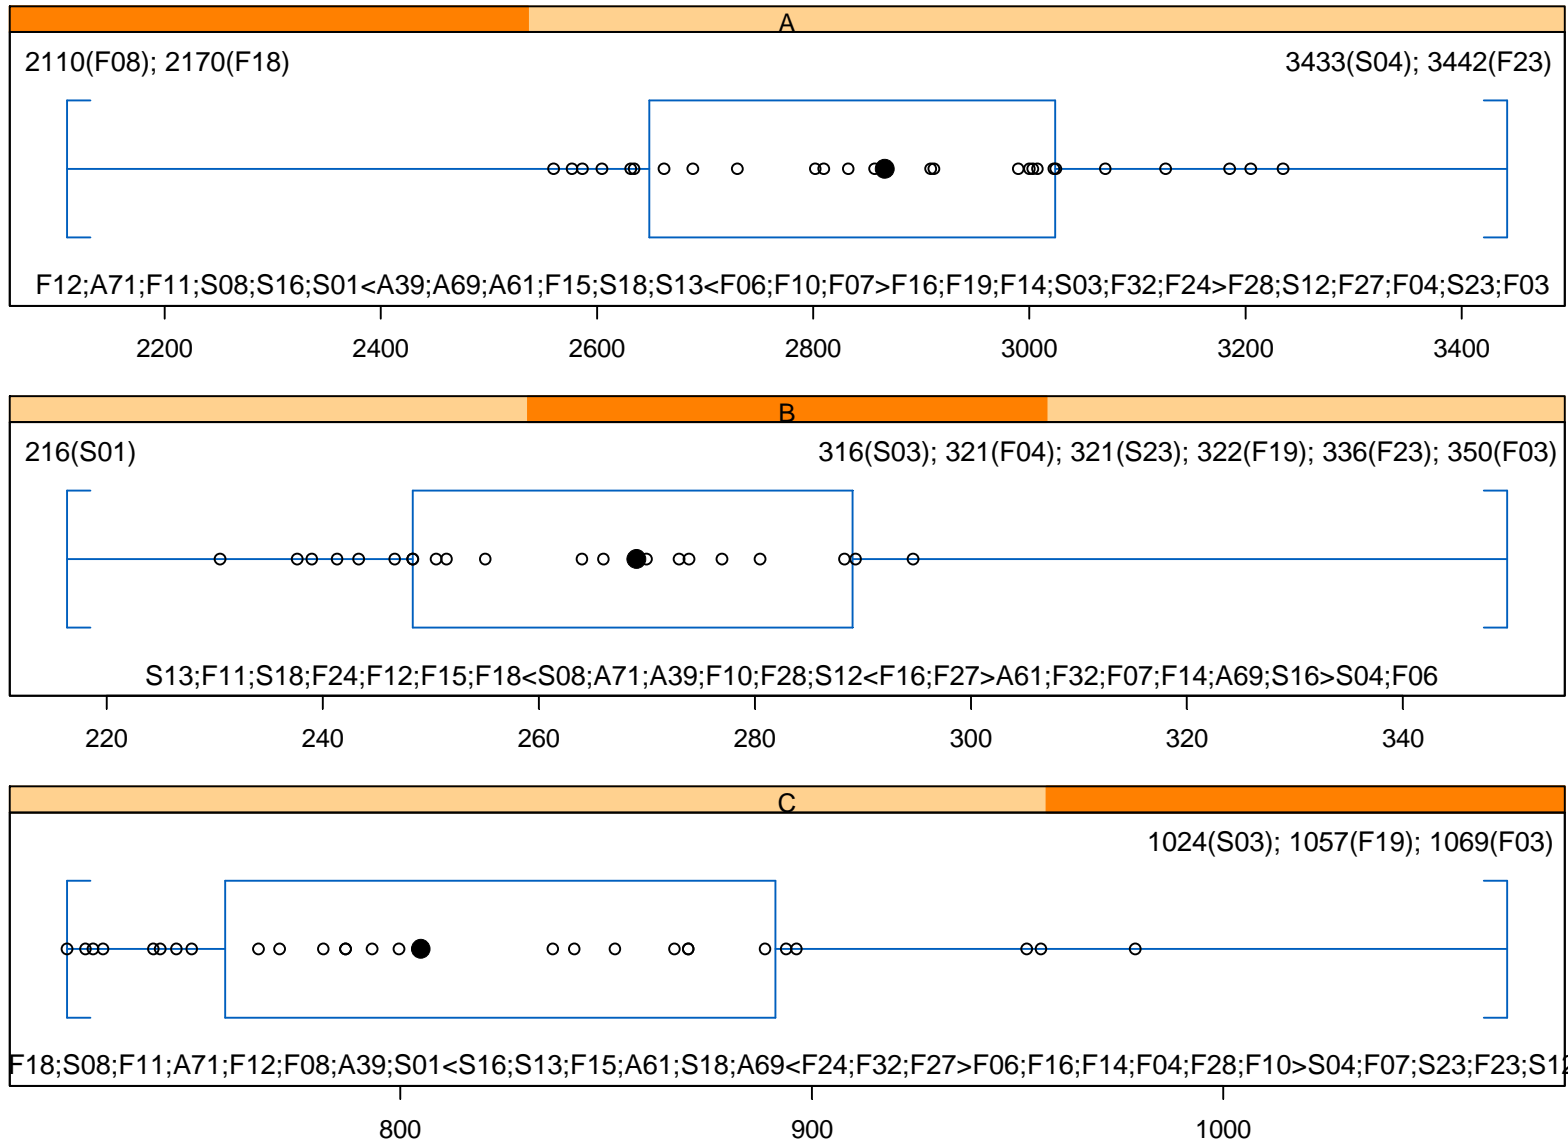 A
2110(F08); 2170(F18) 3433(S04); 3442(F23)
F12;A71;F11;S08;S16;S01<A39;A69;A61;F15;S18;S13<F06;F10;F07>F16;F19;F14;S03;F32;F24>F28;S12;F27;F04;S23;F03
2200 2400 2600 2800 3000 3200 3400
B
216(S01) 316(S03); 321(F04); 321(S23); 322(F19); 336(F23); 350(F03)
S13;F11;S18;F24;F12;F15;F18<S08;A71;A39;F10;F28;S12<F16;F27>A61;F32;F07;F14;A69;S16>S04;F06
220 240 260 280 300 320 340
C
1024(S03); 1057(F19); 1069(F03)
F18;S08;F11;A71;F12;F08;A39;S01<S16;S13;F15;A61;S18;A69<F24;F32;F27>F06;F16;F14;F04;F28;F10>S04;F07;S23;F23;S12
800 900 1000